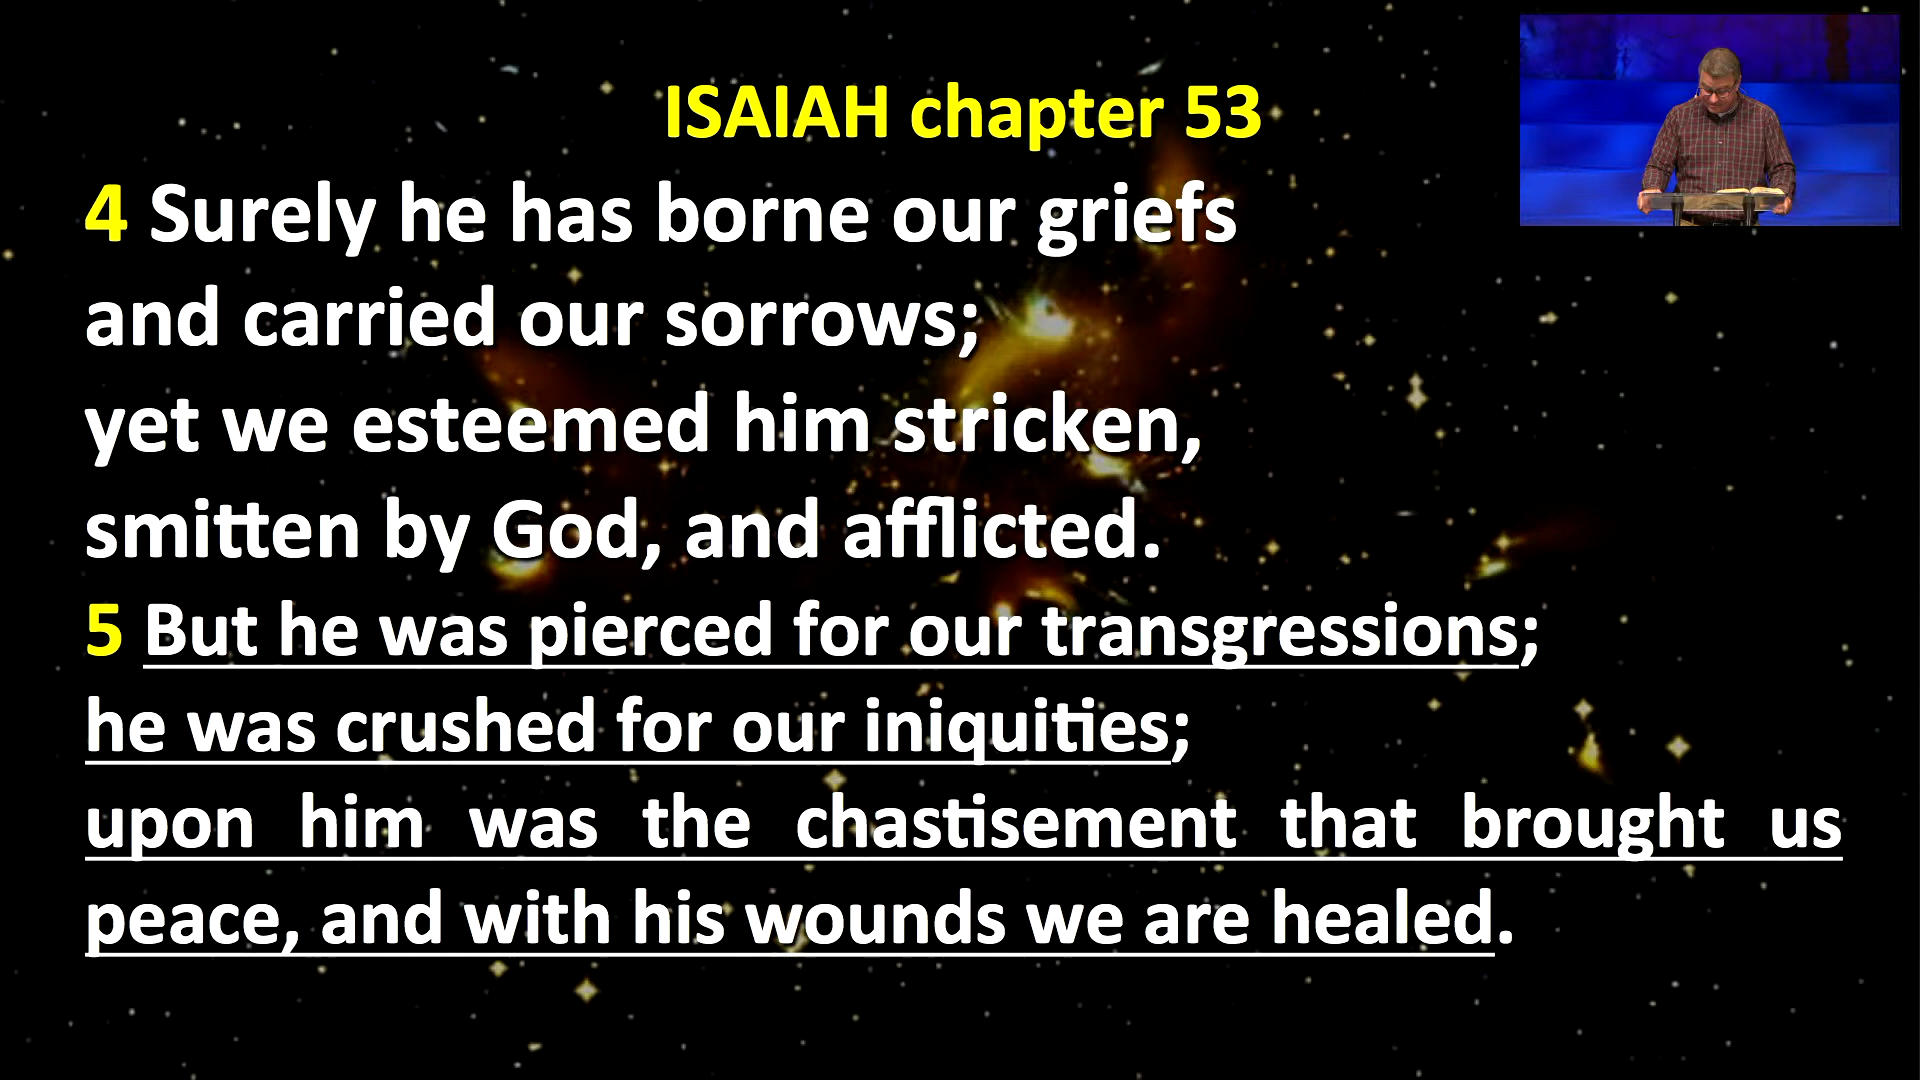 ISAIAH chapter 53
4 Surely he has borne our griefs
and carried our sorrows;
yet we esteemed him stricken,
smitten by God, and afflicted.
5 But he was pierced for our transgressions;
he was crushed for our iniquities;
upon him was the chastisement that brought us
peace, and with his wounds we are healed.